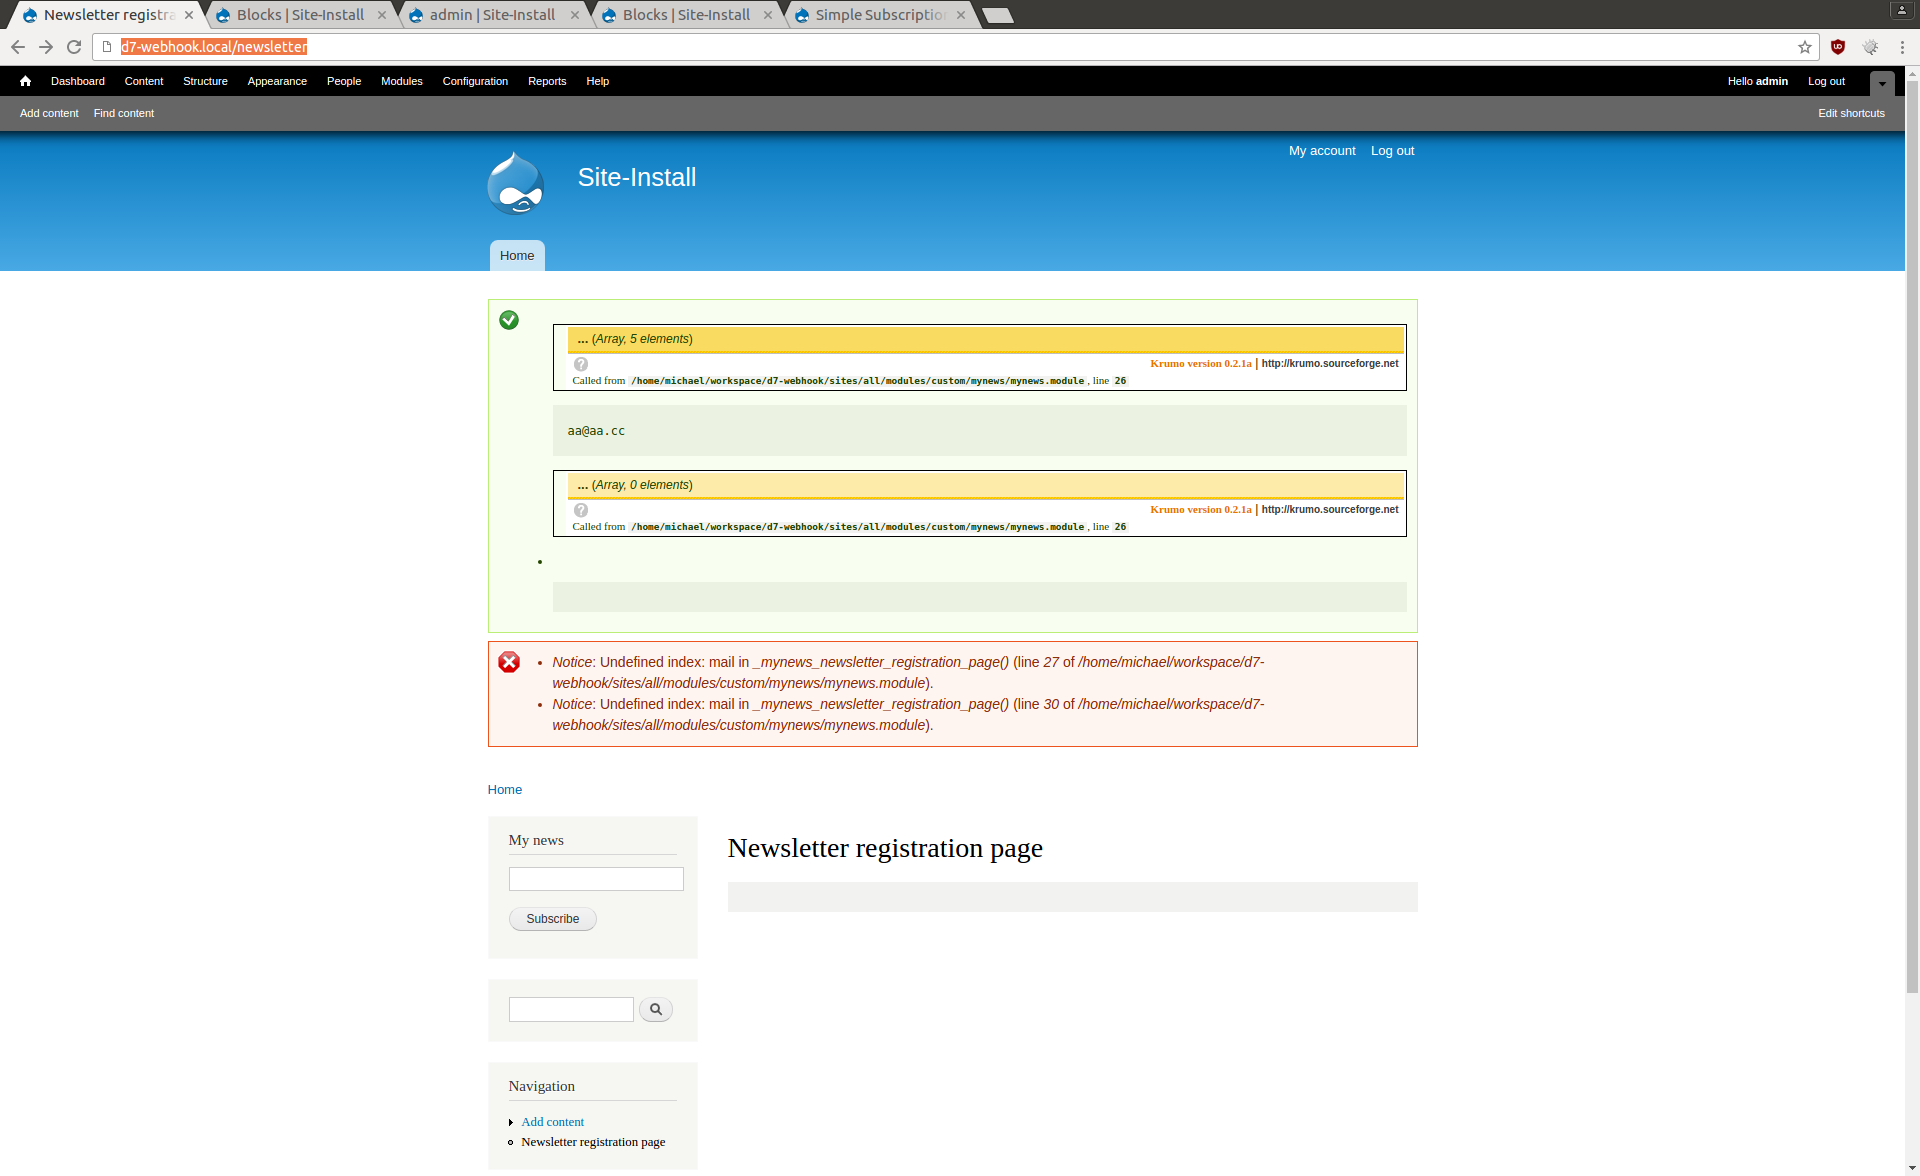 Newsletter registra
Blocks | Site-Install
admin | Site-Install
Blocks | Site-Install
Simple Subscriptio
d7-webhook.local/newsletter
Dashboard Content Structure Appearance People Modules Configuration Reports Help
Hello admin Log out
Add content Find content
Edit shortcuts
My account Log out
Site-Install
Home
... (Array, 5 elements)
Krumo version 0.2.1a | http://krumo.sourceforge.net
Called from /home/michael/workspace/d7-webhook/sites/all/modules/custom/mynews/mynews.module, line 26
aa@aa.cc
... (Array, 0 elements)
Krumo version 0.2.1a | http://krumo.sourceforge.net
Called from /home/michael/workspace/d7-webhook/sites/all/modules/custom/mynews/mynews.module, line 26
Notice: Undefined index: mail in _mynews_newsletter_registration_page() (line 27 of /home/michael/workspace/d7-
webhook/sites/all/modules/custom/mynews/mynews.module).
Notice: Undefined index: mail in _mynews_newsletter_registration_page() (line 30 of /home/michael/workspace/d7-
webhook/sites/all/modules/custom/mynews/mynews.module).
Home
My news
Subscribe
Newsletter registration page
Navigation
Add content
Newsletter registration page